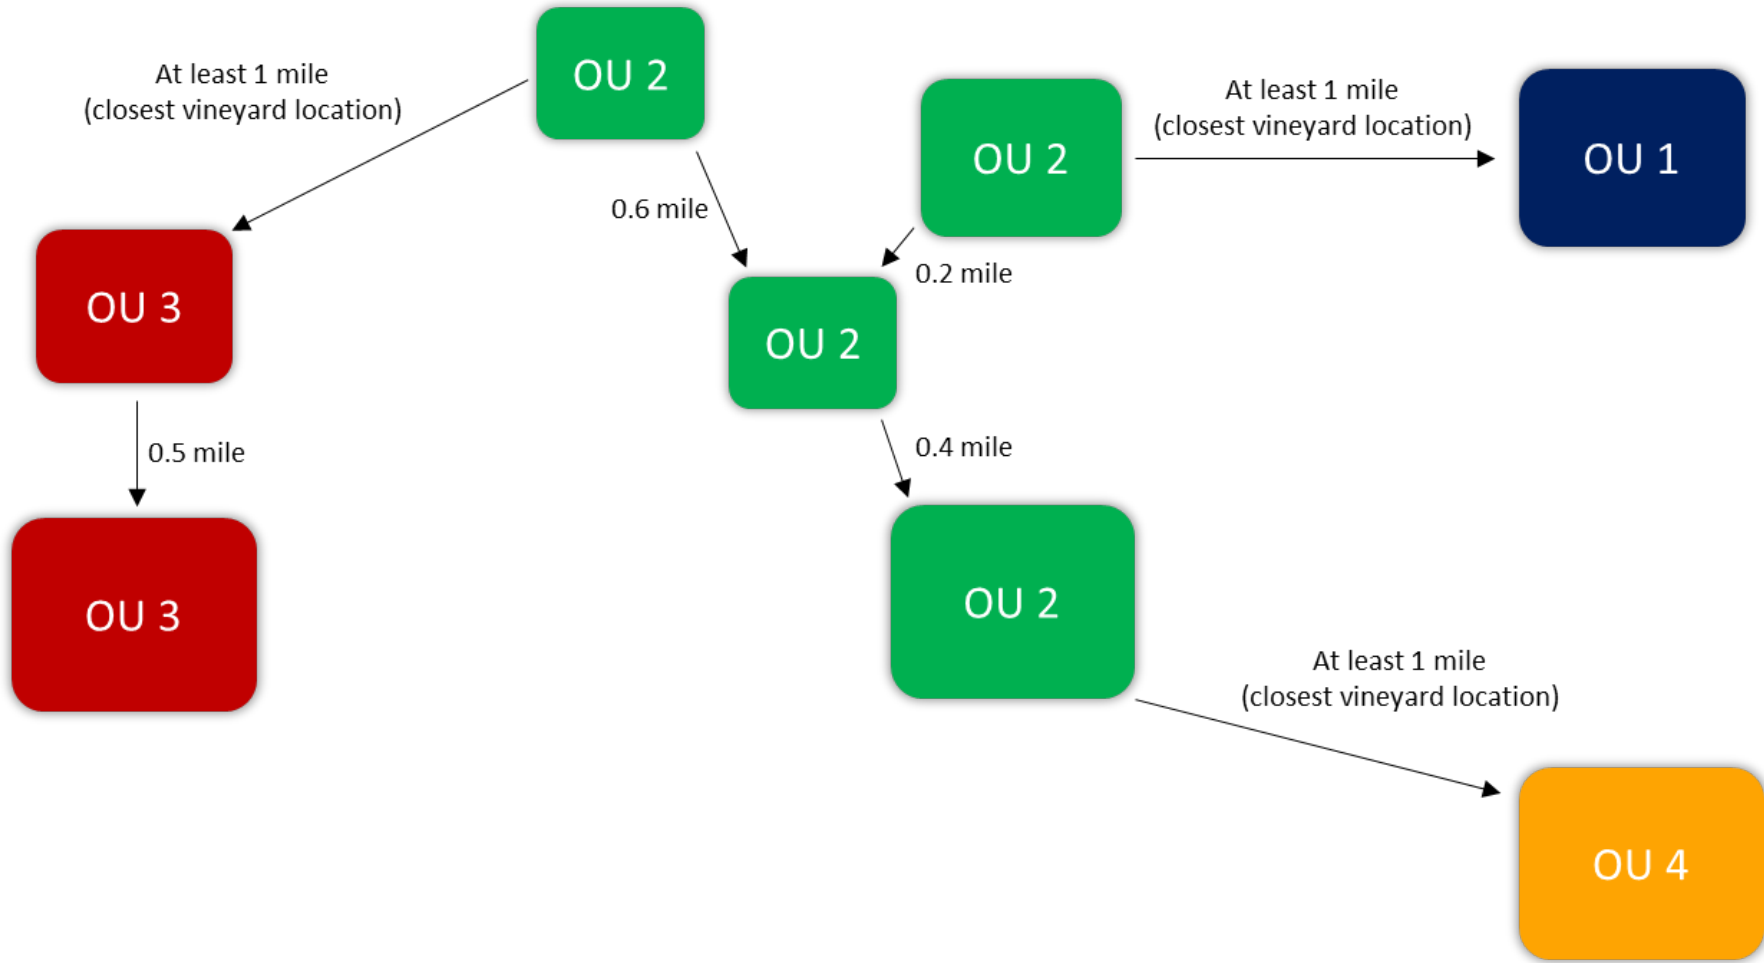 OU 2
At least 1 mile
(closest vineyard location)
OU 2
At least 1 mile
(closest vineyard location)
OU 1
0.6 mile
0.2 mile
OU 3
OU 2
0.5 mile
0.4 mile
OU 3
OU 2
At least 1 mile
(closest vineyard location)
OU 4